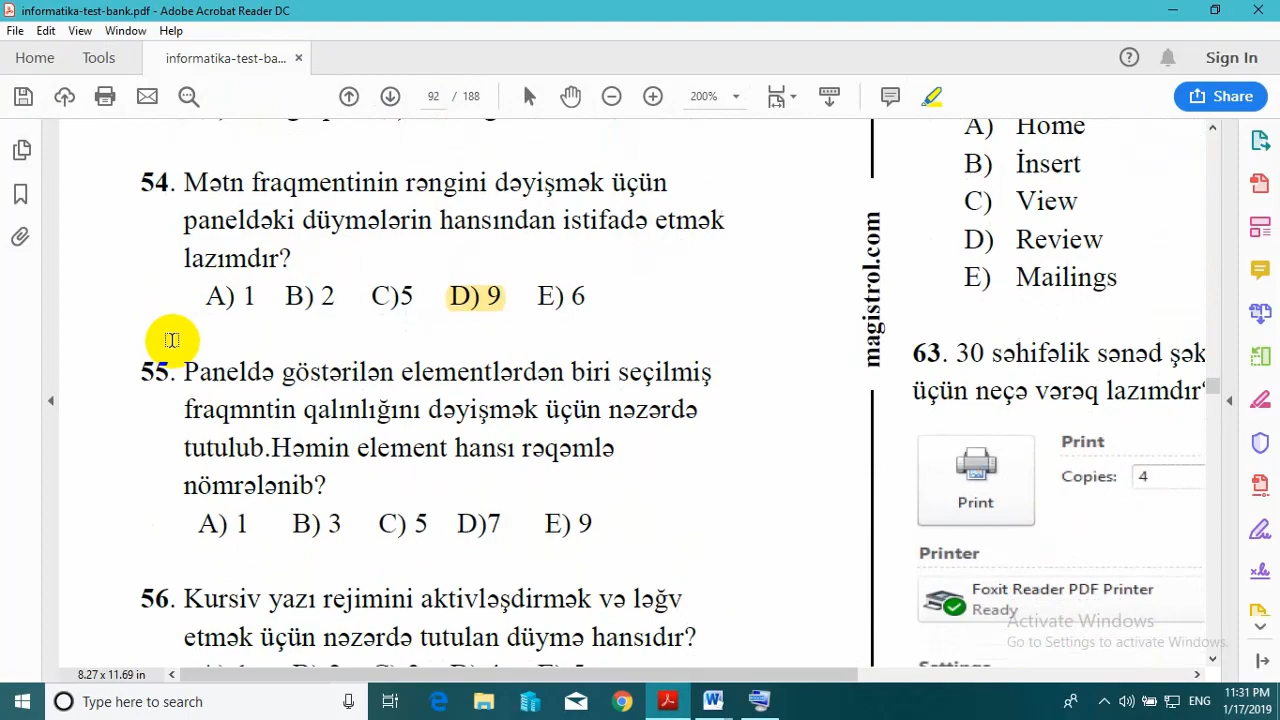 informatika-test-bank.pdf - Adobe Acrobat Reader DC
File Edit View Window Help
Home Tools informatika-test-ba... × Sign In
92 / 188 200% Share
54. Mətn fraqmentinin rəngini dəyişmək üçün
paneldəki düymələrin hansından istifadə etmək
lazımdır?
A) 1 B) 2 C)5 D) 9 E) 6
55. Paneldə göstərilən elementlərdən biri seçilmiş
fraqmntin qalınlığını dəyişmək üçün nəzərdə
tutulub.Həmin element hansı rəqəmlə
nömrələnib?
A) 1 B) 3 C) 5 D)7 E) 9
56. Kursiv yazı rejimini aktivləşdirmək və ləğv
etmək üçün nəzərdə tutulan düymə hansıdır?
magistrol.com
A) Home
B) İnsert
C) View
D) Review
E) Mailings
63. 30 səhifəlik sənəd şək
üçün neçə vərəq lazımdır
Print
Print
Copies: 4
Printer
Foxit Reader PDF Printer
Ready
Activate Windows
Go to Settings to activate Windows.
8.27 x 11.69 in
Type here to search
ENG
11:31 PM
1/17/2019